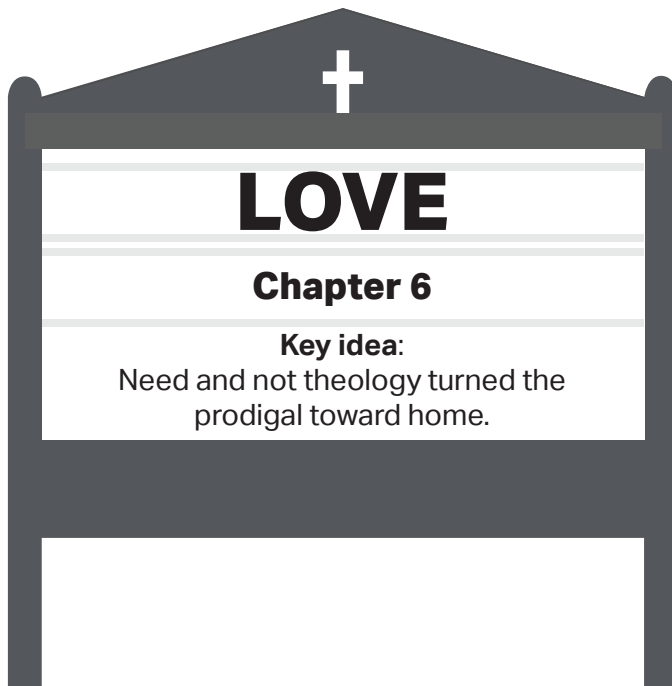 LOVE
Chapter 6
Key idea:
Need and not theology turned the
prodigal toward home.